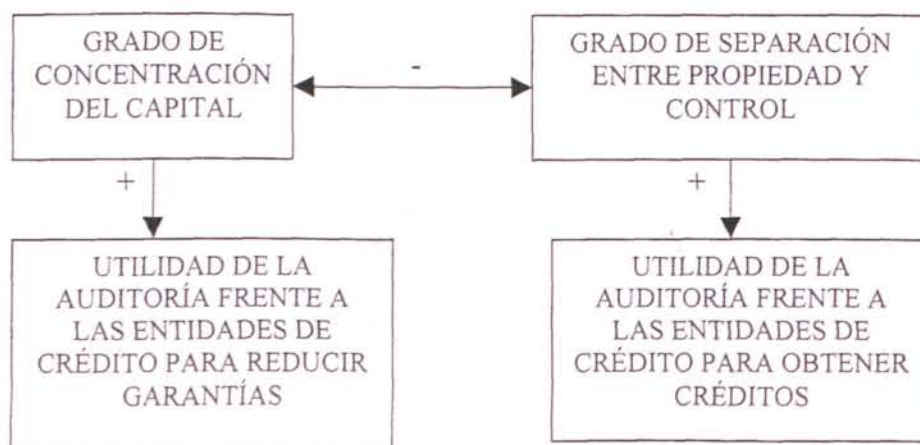 GRADO DE
CONCENTRACIÓN
DEL CAPITAL
-
GRADO DE SEPARACIÓN
ENTRE PROPIEDAD Y
CONTROL
+
+
UTILIDAD DE LA
AUDITORÍA FRENTE A
LAS ENTIDADES DE
CRÉDITO PARA REDUCIR
GARANTÍAS
UTILIDAD DE LA
AUDITORÍA FRENTE A
LAS ENTIDADES DE
CRÉDITO PARA OBTENER
CRÉDITOS